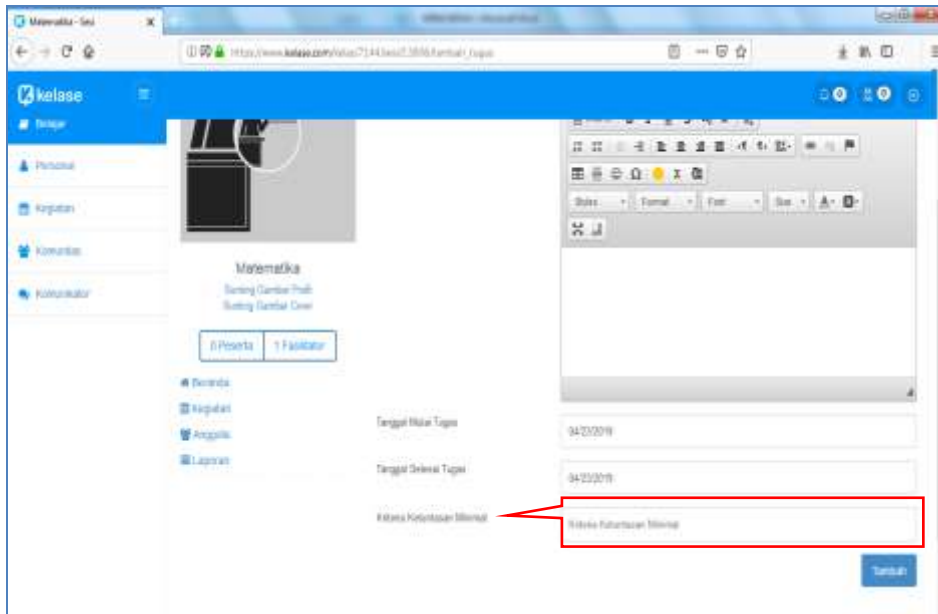 Matematika - Sesi
kelase
0
0
Belajar
Personal
Kegiatan
Komunitas
Komunikator
Styles
Format
Font
Size
Matematika
Sunting Gambar Profil
Sunting Gambar Cover
0 Peserta
1 Fasilitator
Beranda
Kegiatan
Anggota
Laporan
Tanggal Mulai Tugas
04/23/2019
Tanggal Selesai Tugas
04/23/2019
Kriteria Ketuntasan Minimal
Kriteria Ketuntasan Minimal
Tambah